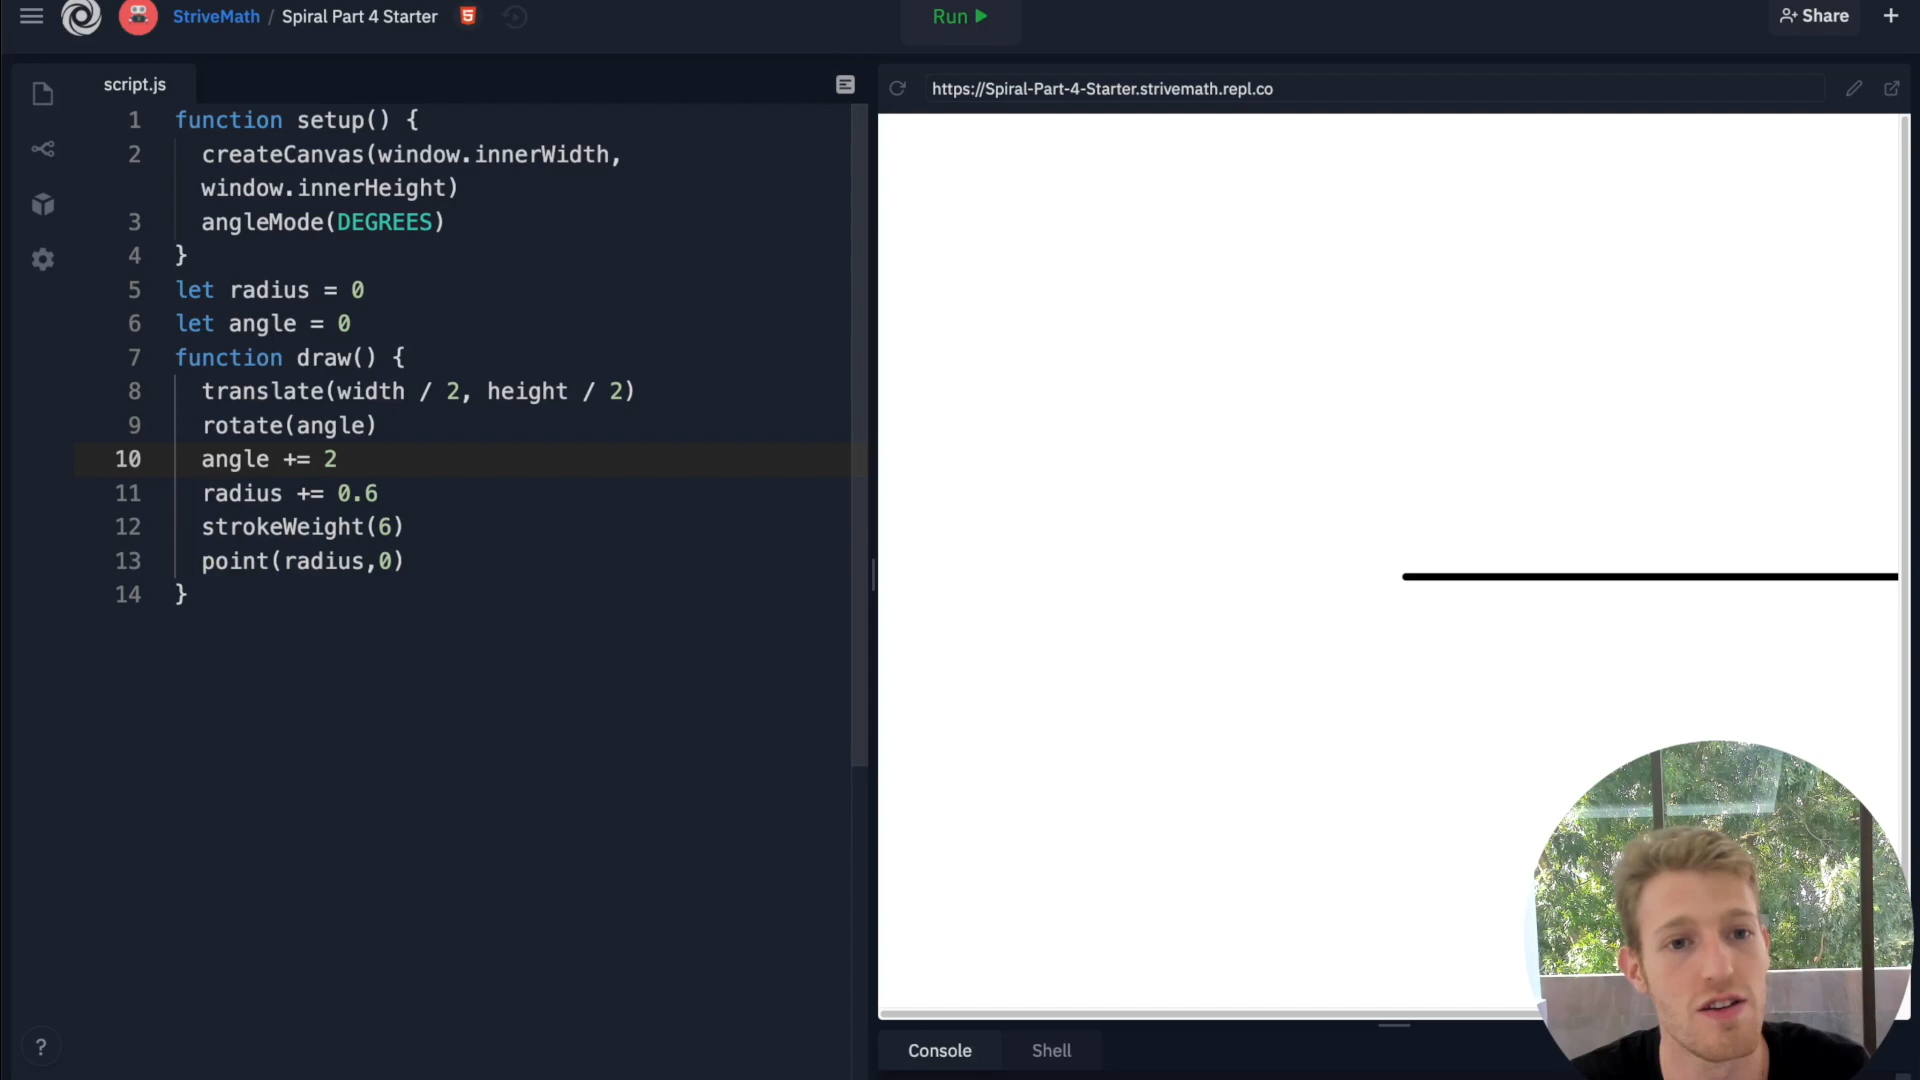 StriveMath / Spiral Part 4 Starter
Run
Share
script.js
https://Spiral-Part-4-Starter.strivemath.repl.co
1 function setup() {
2 createCanvas(window.innerWidth,
window.innerHeight)
3 angleMode(DEGREES)
4 }
5 let radius = 0
6 let angle = 0
7 function draw() {
8 translate(width / 2, height / 2)
9 rotate(angle)
10 angle += 2
11 radius += 0.6
12 strokeWeight(6)
13 point(radius,0)
14 }
?
Console Shell